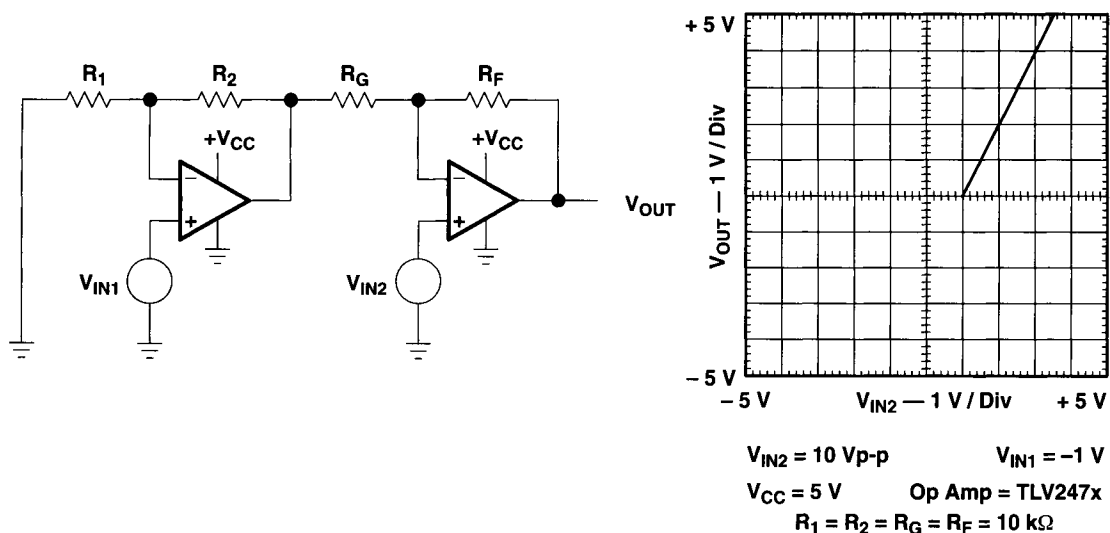 R1 R2 RG RF
+VCC +VCC
− −
+ +
VOUT
VIN1 VIN2
+ 5 V
VOUT — 1 V / Div
– 5 V
– 5 V VIN2 — 1 V / Div + 5 V
VIN2 = 10 Vp-p VIN1 = –1 V
VCC = 5 V Op Amp = TLV247x
R1 = R2 = RG = RF = 10 kΩ